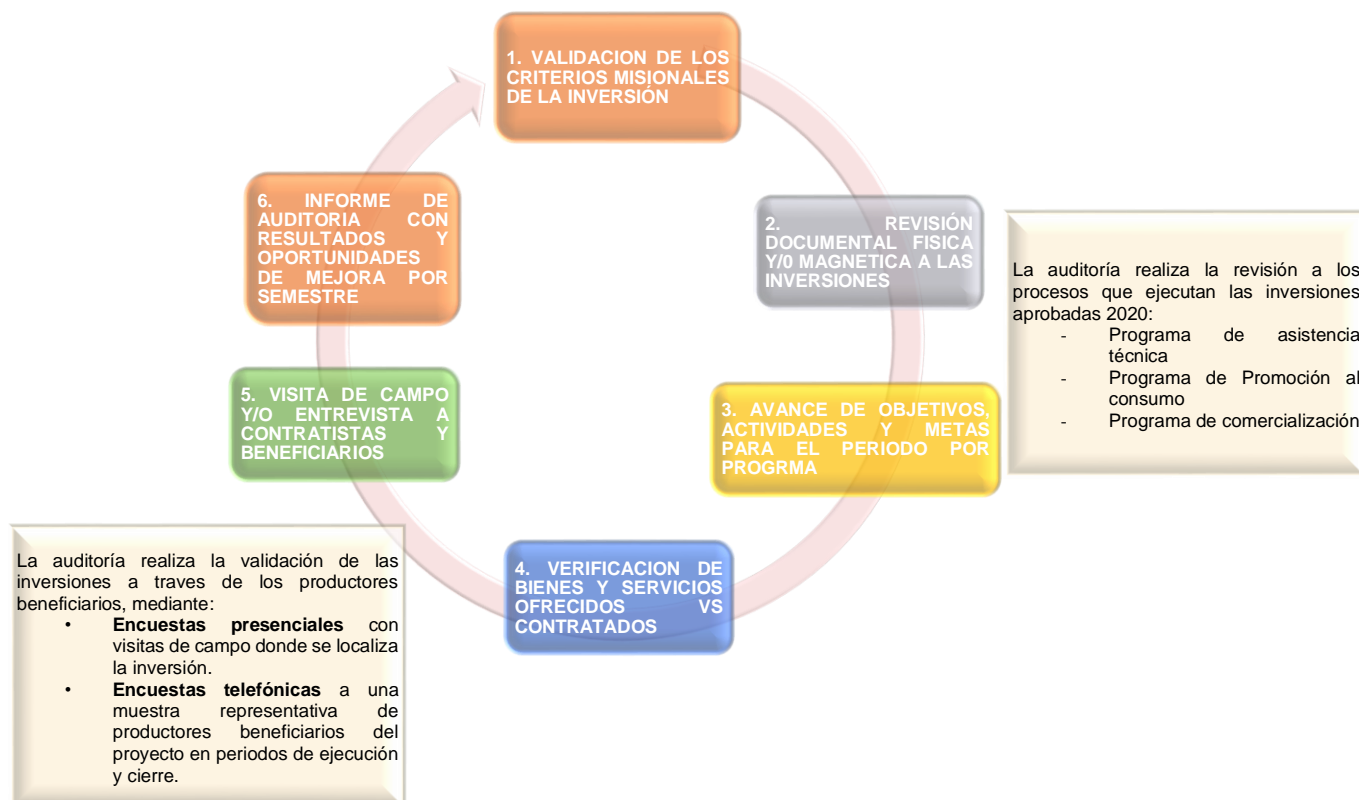 1. VALIDACION DE LOS
CRITERIOS MISIONALES
DE LA INVERSIÓN
2. REVISIÓN
DOCUMENTAL FISICA
Y/0 MAGNETICA A LAS
INVERSIONES
La auditoría realiza la revisión a los
procesos que ejecutan las inversiones
aprobadas 2020:
- Programa de asistencia
técnica
- Programa de Promoción al
consumo
- Programa de comercialización
3. AVANCE DE OBJETIVOS,
ACTIVIDADES Y METAS
PARA EL PERIODO POR
PROGRMA
4. VERIFICACION DE
BIENES Y SERVICIOS
OFRECIDOS VS
CONTRATADOS
5. VISITA DE CAMPO
Y/O ENTREVISTA A
CONTRATISTAS Y
BENEFICIARIOS
La auditoría realiza la validación de las
inversiones a traves de los productores
beneficiarios, mediante:
• Encuestas presenciales con
visitas de campo donde se localiza
la inversión.
• Encuestas telefónicas a una
muestra representativa de
productores beneficiarios del
proyecto en periodos de ejecución
y cierre.
6. INFORME DE
AUDITORIA CON
RESULTADOS Y
OPORTUNIDADES
DE MEJORA POR
SEMESTRE